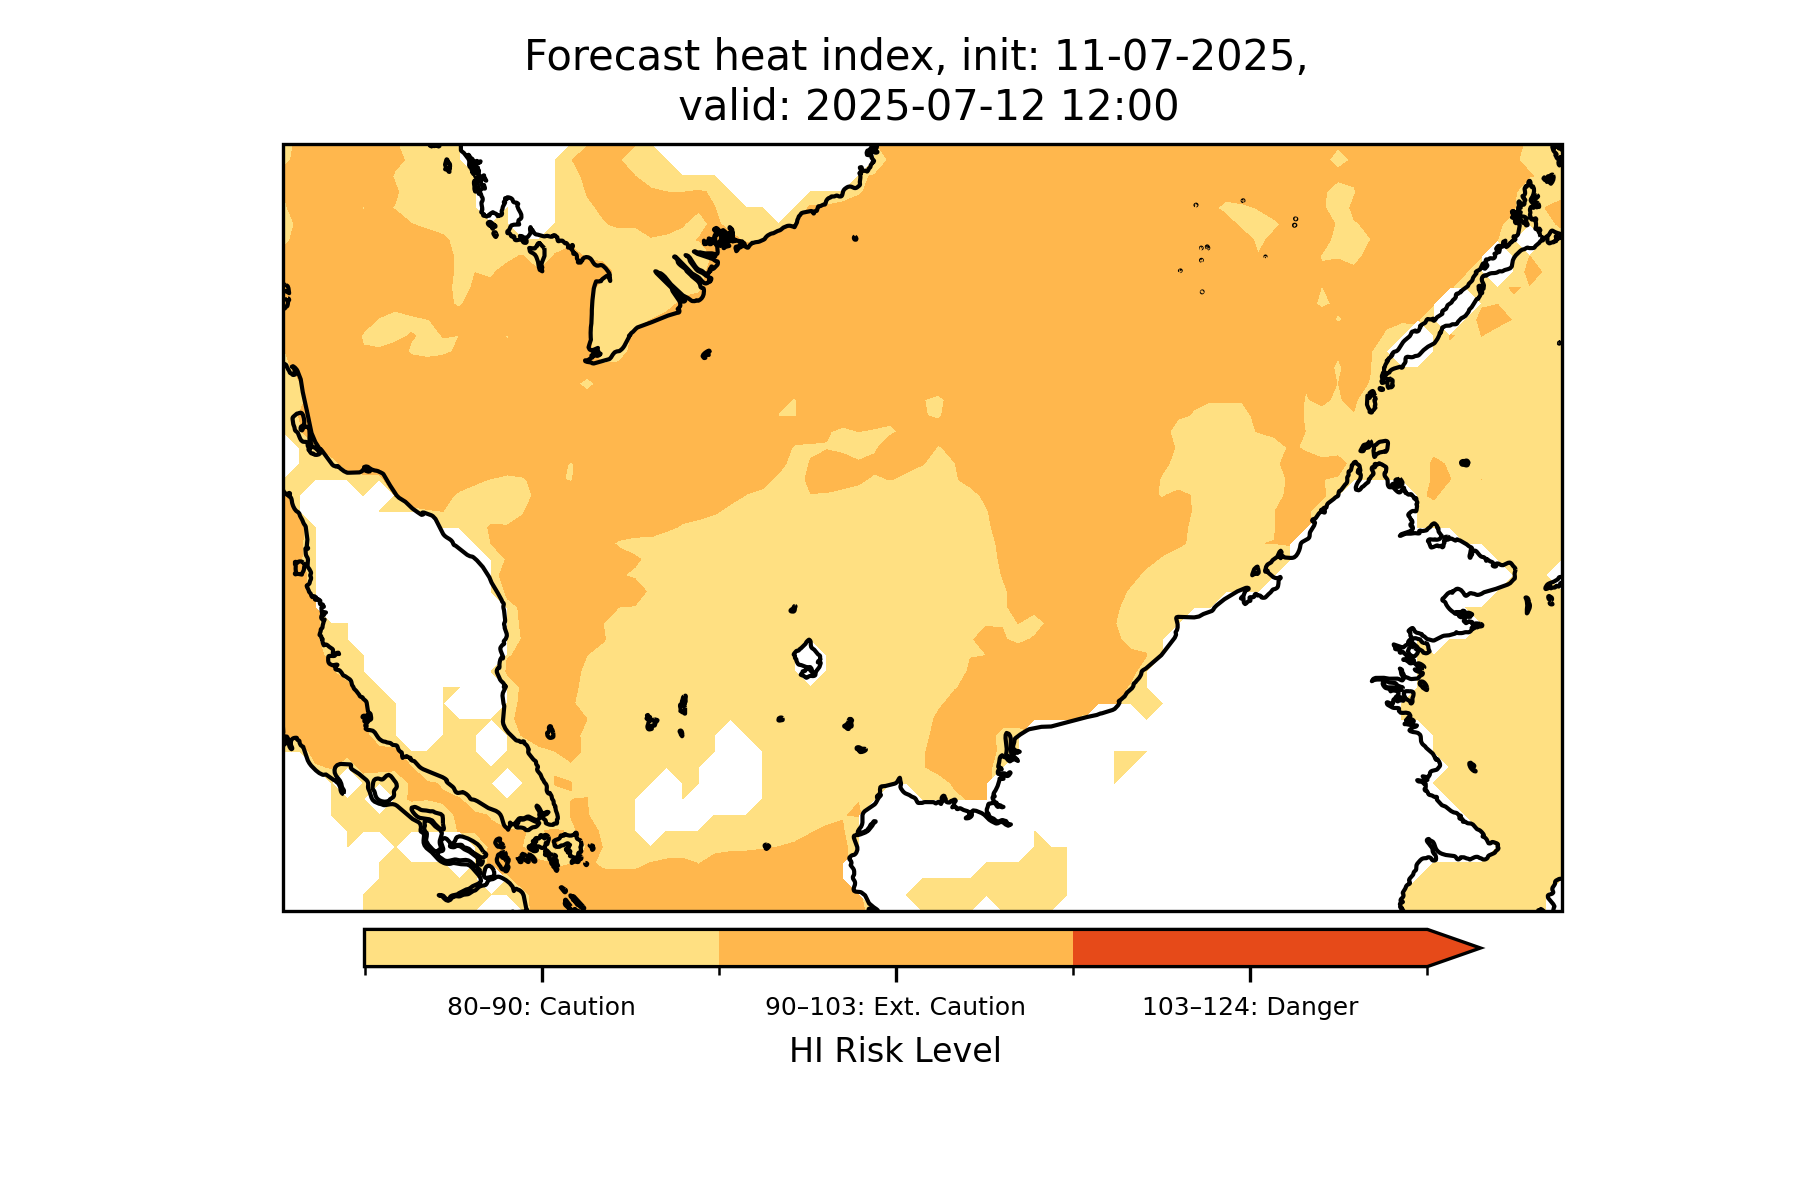 Forecast heat index, init: 11-07-2025,
valid: 2025-07-12 12:00
80–90: Caution
90–103: Ext. Caution
103–124: Danger
HI Risk Level